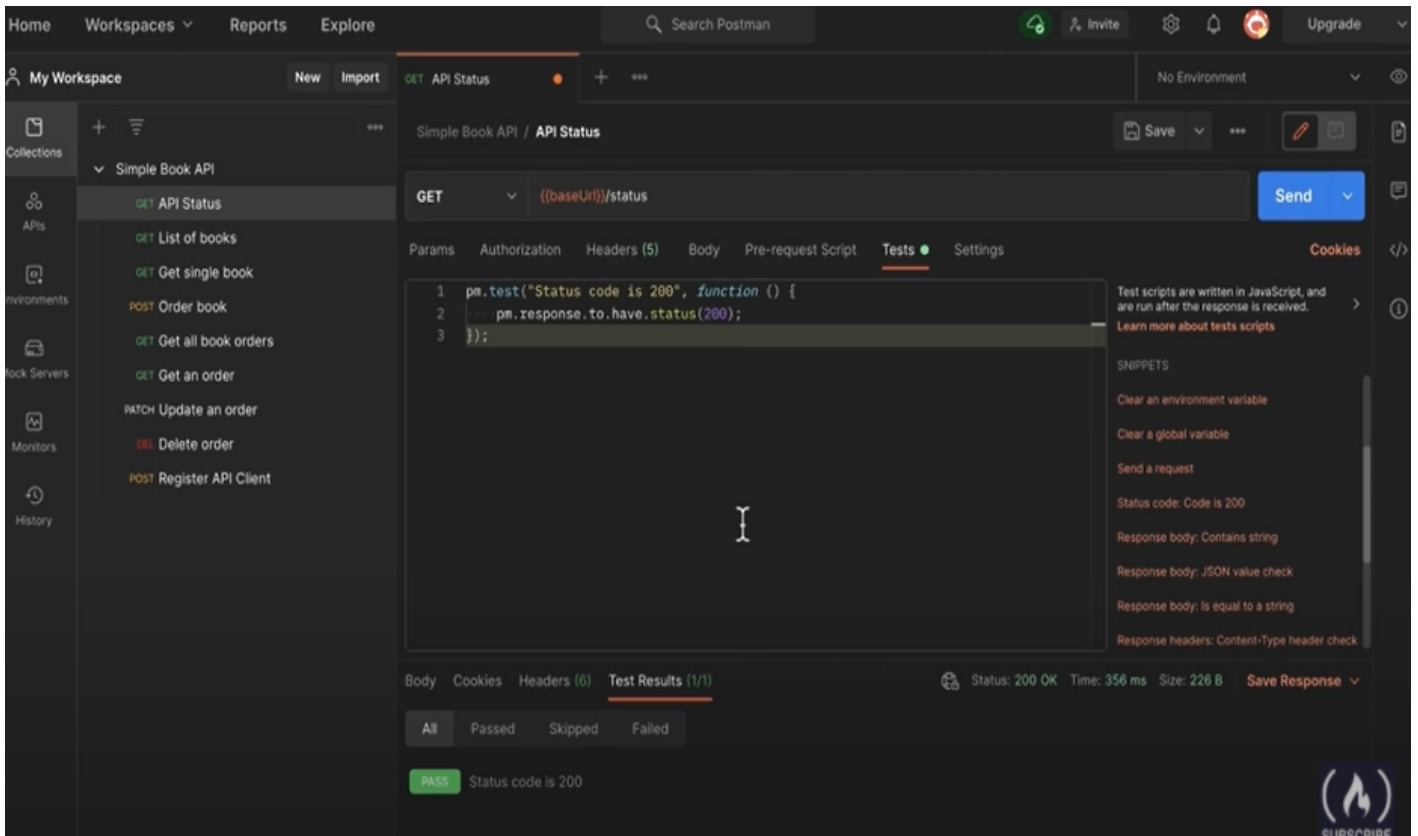 Home Workspaces Reports Explore Search Postman Invite Upgrade
My Workspace New Import GET API Status No Environment
Simple Book API / API Status Save
Collections
Simple Book API
GET API Status
GET {{baseUrl}}/status Send
APIs
GET List of books
Params Authorization Headers (5) Body Pre-request Script Tests Settings Cookies
GET Get single book
nvironments
POST Order book
1 pm.test("Status code is 200", function () {
2 ····pm.response.to.have.status(200);
3 });
Test scripts are written in JavaScript, and
are run after the response is received.
Learn more about tests scripts
GET Get all book orders
Mock Servers
GET Get an order
SNIPPETS
Clear an environment variable
PATCH Update an order
Clear a global variable
Monitors
DEL Delete order
Send a request
POST Register API Client
Status code: Code is 200
History
Response body: Contains string
Response body: JSON value check
Response body: Is equal to a string
Response headers: Content-Type header check
Body Cookies Headers (6) Test Results (1/1) Status: 200 OK Time: 356 ms Size: 226 B Save Response
All Passed Skipped Failed
PASS Status code is 200
SUBSCRIBE